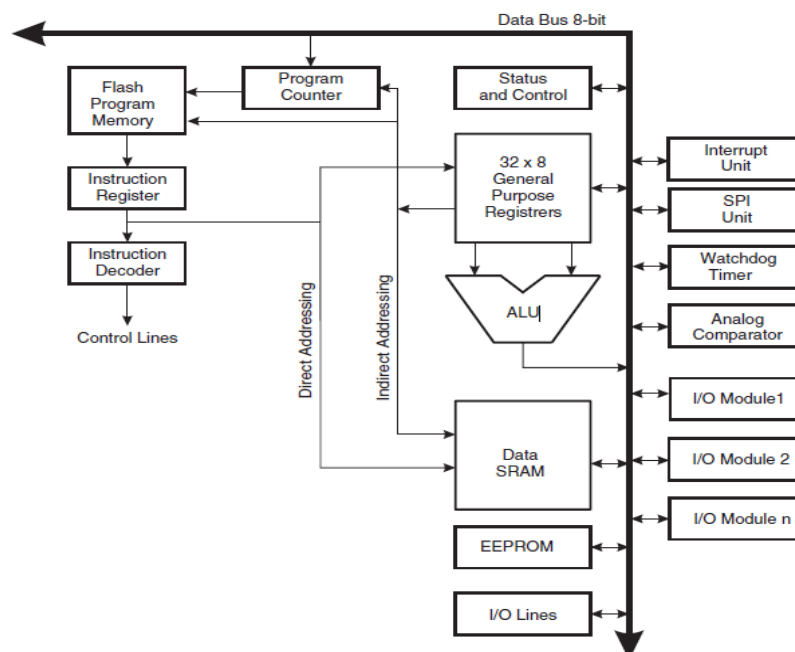 Data Bus 8-bit
Flash
Program
Memory
Program
Counter
Status
and Control
Instruction
Register
Instruction
Decoder
Control Lines
Direct Addressing
Indirect Addressing
32 x 8
General
Purpose
Registrers
ALU
Data
SRAM
EEPROM
I/O Lines
Interrupt
Unit
SPI
Unit
Watchdog
Timer
Analog
Comparator
I/O Module1
I/O Module 2
I/O Module n